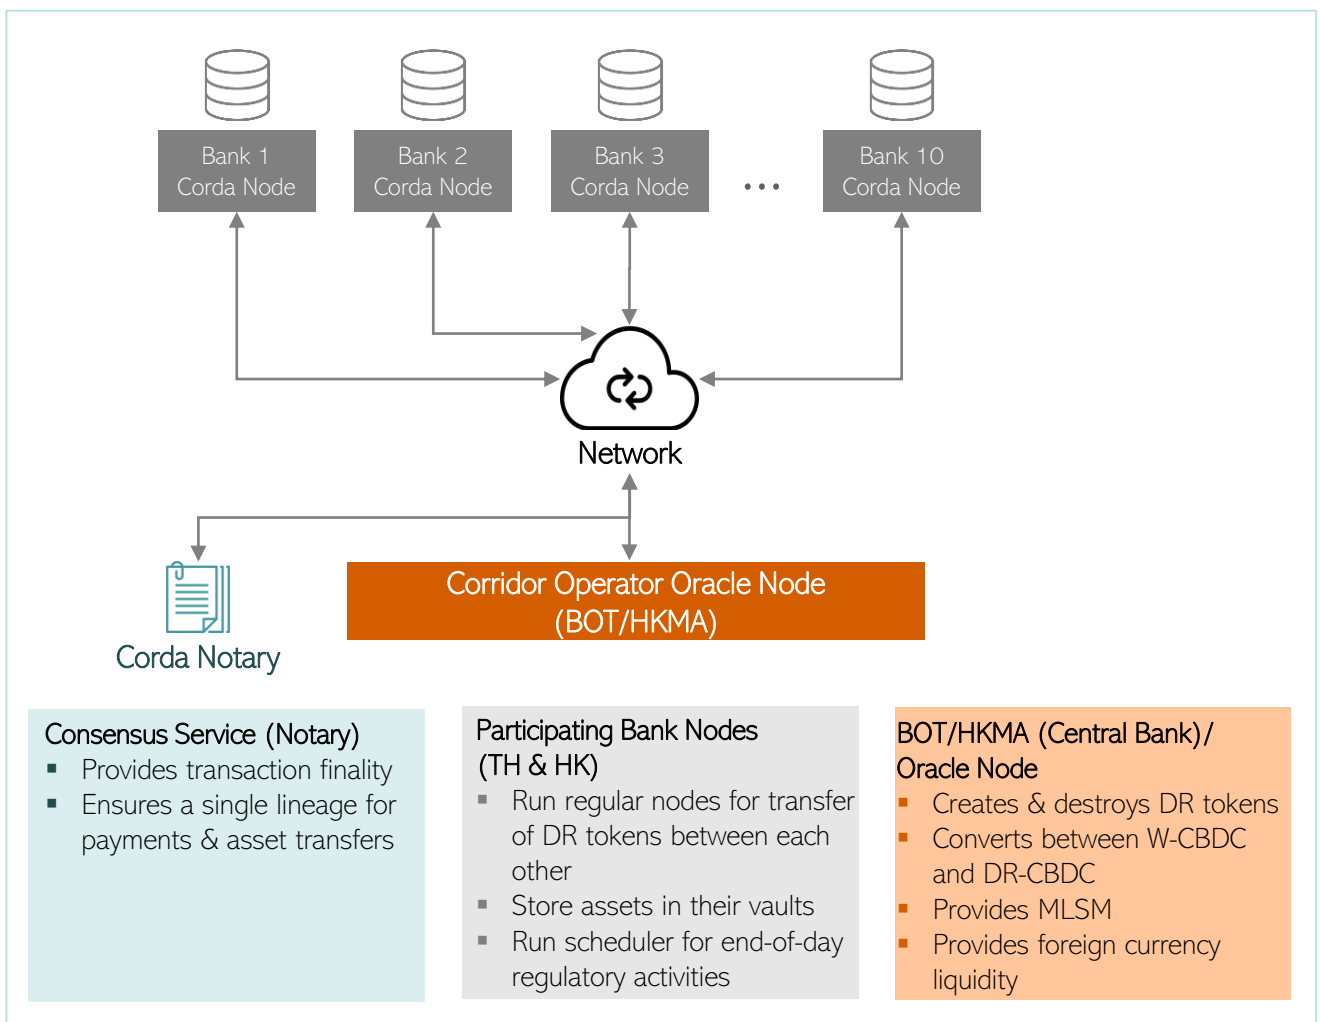 Bank 1
Corda Node
Bank 2
Corda Node
Bank 3
Corda Node
...
Bank 10
Corda Node
Network
Corda Notary
Corridor Operator Oracle Node
(BOT/HKMA)
Consensus Service (Notary)
▪ Provides transaction finality
▪ Ensures a single lineage for
payments & asset transfers
Participating Bank Nodes
(TH & HK)
▪ Run regular nodes for transfer
of DR tokens between each
other
▪ Store assets in their vaults
▪ Run scheduler for end-of-day
regulatory activities
BOT/HKMA (Central Bank)/
Oracle Node
▪ Creates & destroys DR tokens
▪ Converts between W-CBDC
and DR-CBDC
▪ Provides MLSM
▪ Provides foreign currency
liquidity